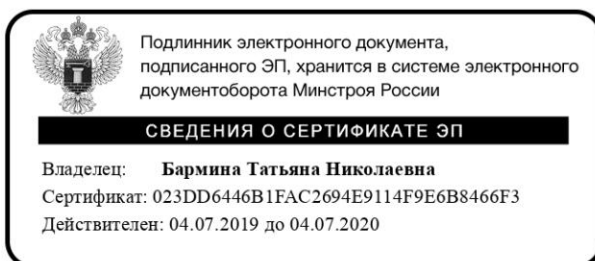 Подлинник электронного документа,
подписанного ЭП, хранится в системе электронного
документоборота Минстроя России
СВЕДЕНИЯ О СЕРТИФИКАТЕ ЭП
Владелец: Бармина Татьяна Николаевна
Сертификат: 023DD6446B1FAC2694E9114F9E6B8466F3
Действителен: 04.07.2019 до 04.07.2020